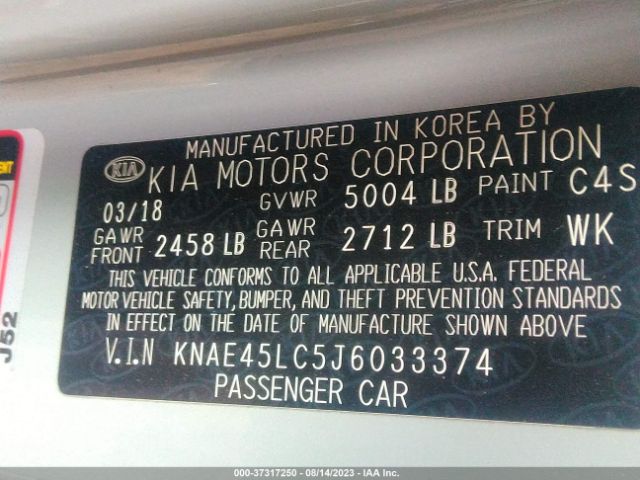 MANUFACTURED IN KOREA BY
KIA KIA MOTORS CORPORATION
03/18 GVWR 5004 LB PAINT C4S
GAWR FRONT 2458 LB GAWR REAR 2712 LB TRIM WK
THIS VEHICLE CONFORMS TO ALL APPLICABLE U.S.A. FEDERAL
MOTOR VEHICLE SAFETY, BUMPER, AND THEFT PREVENTION STANDARDS
IN EFFECT ON THE DATE OF MANUFACTURE SHOWN ABOVE
V.I.N KNAE45LC5J6033374
PASSENGER CAR
J52
000-37317250 - 08/14/2023 - IAA Inc.